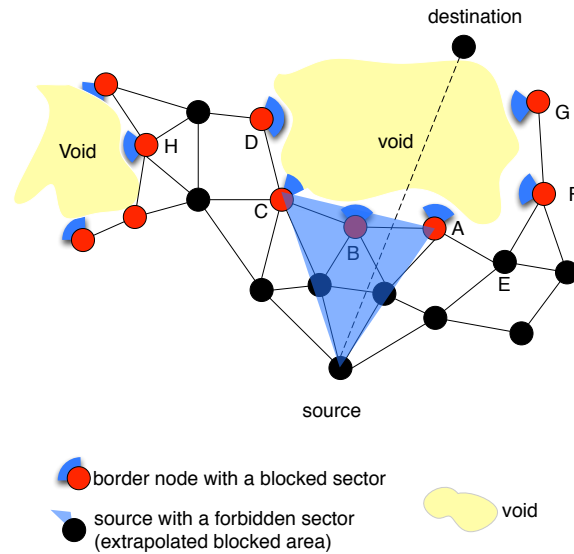 destination
G
Void
H
D
void
F
C
B
A
E
source
border node with a blocked sector
source with a forbidden sector
(extrapolated blocked area)
void